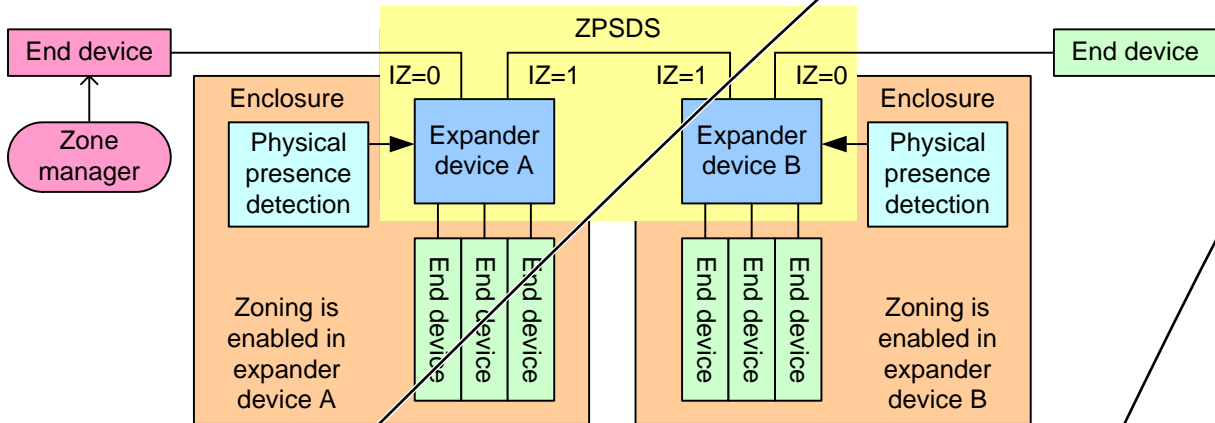 ZPSDS
End device
End device
IZ=0
IZ=1
IZ=1
IZ=0
Enclosure
Enclosure
Zone
manager
Physical
presence
detection
Expander
device A
Expander
device B
Physical
presence
detection
End device
End device
End device
End device
End device
End device
Zoning is
enabled in
expander
device A
Zoning is
enabled in
expander
device B